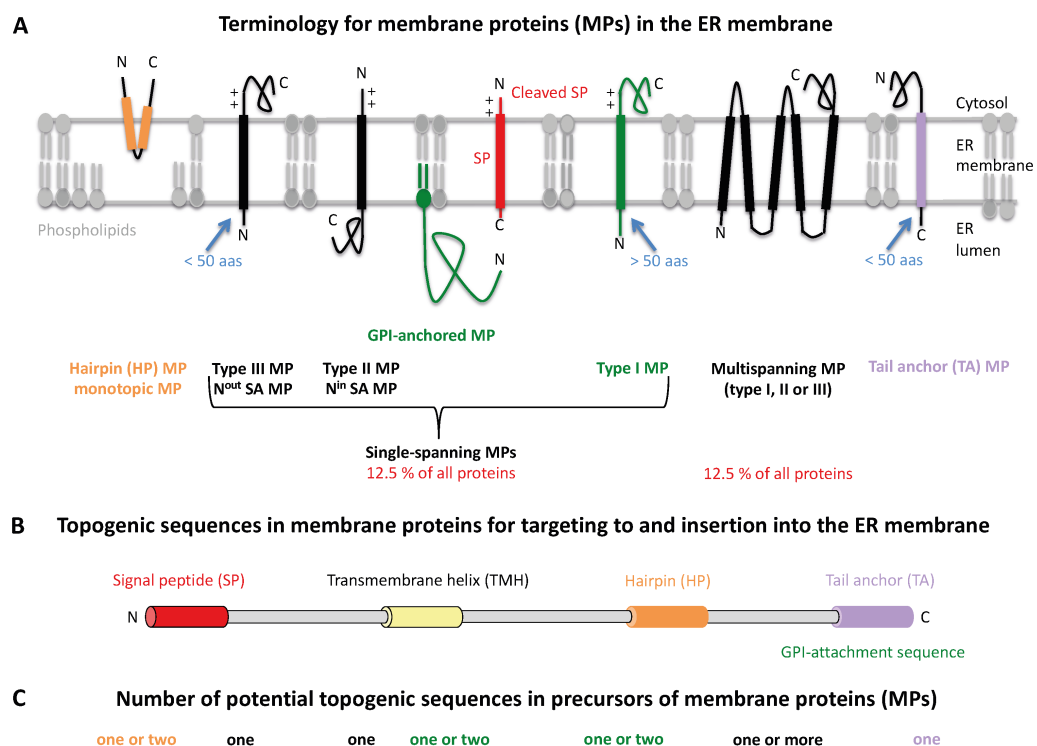 A
Terminology for membrane proteins (MPs) in the ER membrane
N C
+
+
C
N
+
+
N
+
+
Cleaved SP
+
+
C
C
N
Cytosol
SP
ER
membrane
Phospholipids
N
C
C
N
N
N
C
ER
lumen
< 50 aas
> 50 aas
< 50 aas
GPI-anchored MP
Hairpin (HP) MP
monotopic MP
Type III MP
Nout SA MP
Type II MP
Nin SA MP
Type I MP
Multispanning MP
(type I, II or III)
Tail anchor (TA) MP
Single-spanning MPs
12.5 % of all proteins
12.5 % of all proteins
B
Topogenic sequences in membrane proteins for targeting to and insertion into the ER membrane
Signal peptide (SP)
Transmembrane helix (TMH)
Hairpin (HP)
Tail anchor (TA)
N
C
GPI-attachment sequence
C
Number of potential topogenic sequences in precursors of membrane proteins (MPs)
one or two
one
one
one or two
one or two
one or more
one